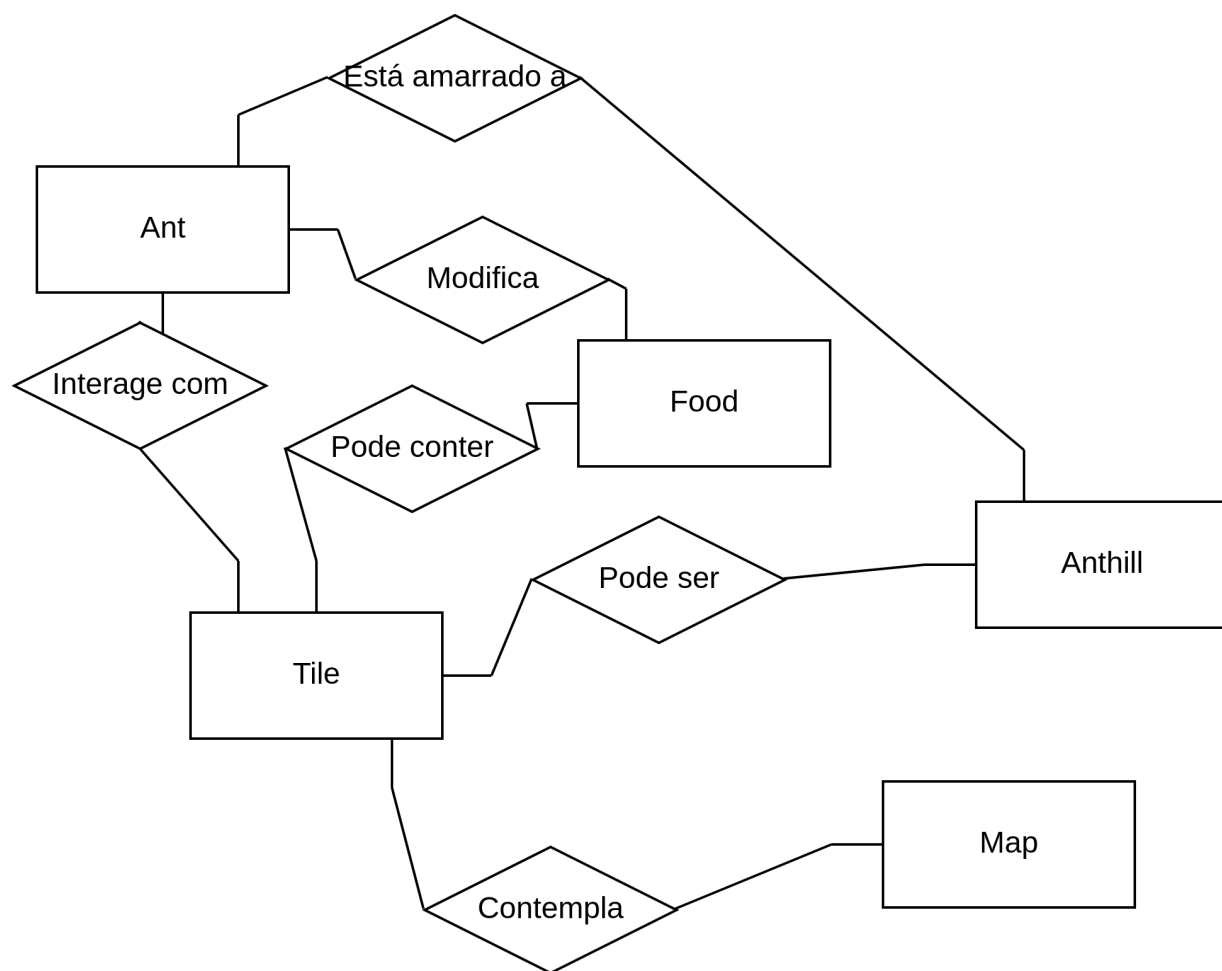 Está amarrado a
Ant
Modifica
Interage com
Food
Pode conter
Pode ser
Anthill
Tile
Map
Contempla